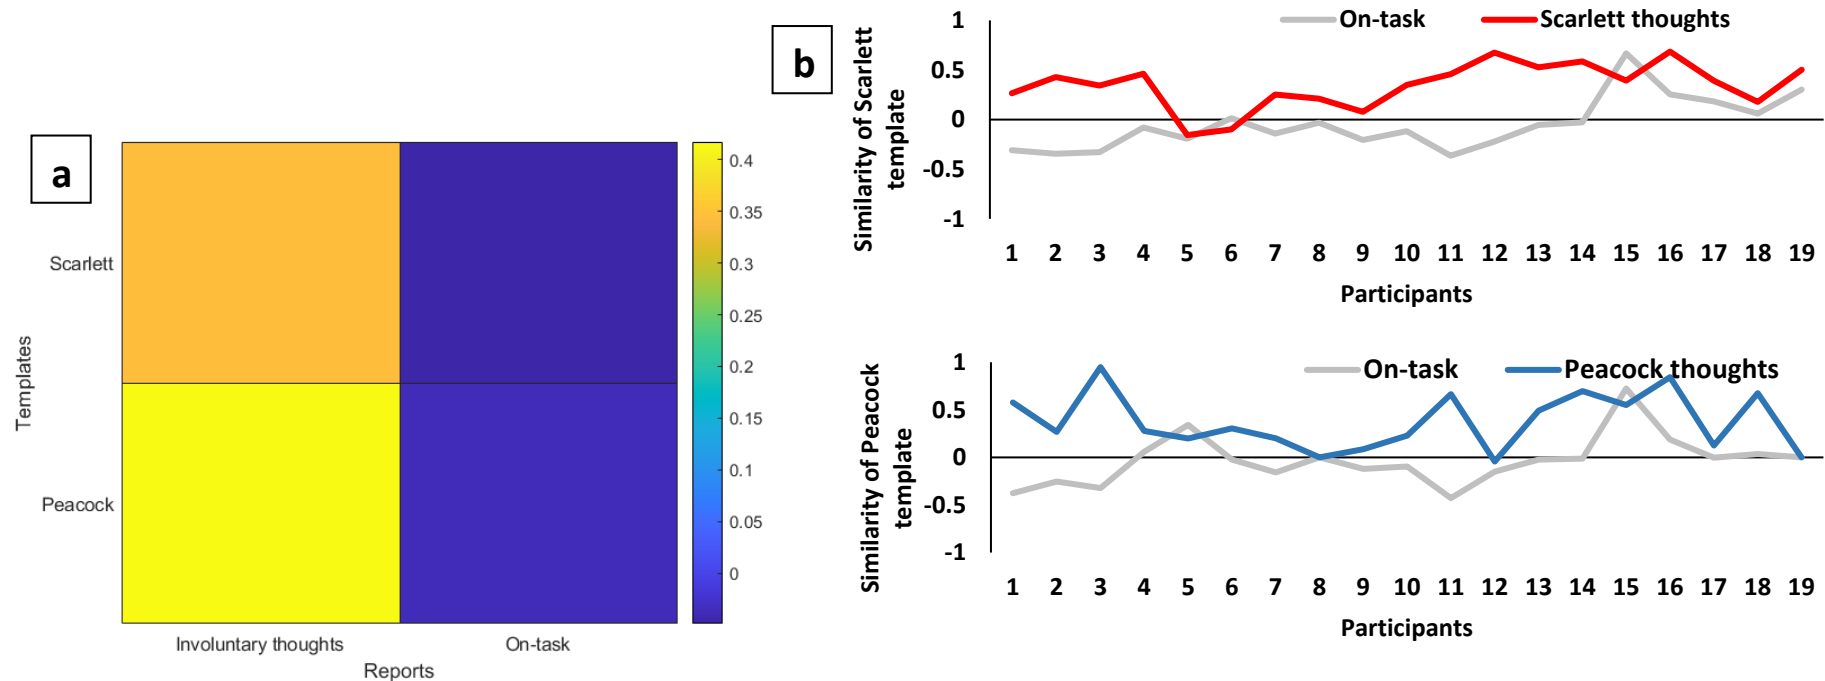 a
Scarlett
Peacock
Templates
Involuntary thoughts
On-task
Reports
0.4
0.35
0.3
0.25
0.2
0.15
0.1
0.05
0
b
On-task
Scarlett thoughts
Similarity of Scarlett
template
1
0.5
0
-0.5
-1
1 2 3 4 5 6 7 8 9 10 11 12 13 14 15 16 17 18 19
Participants
On-task
Peacock thoughts
Similarity of Peacock
template
1
0.5
0
-0.5
-1
1 2 3 4 5 6 7 8 9 10 11 12 13 14 15 16 17 18 19
Participants